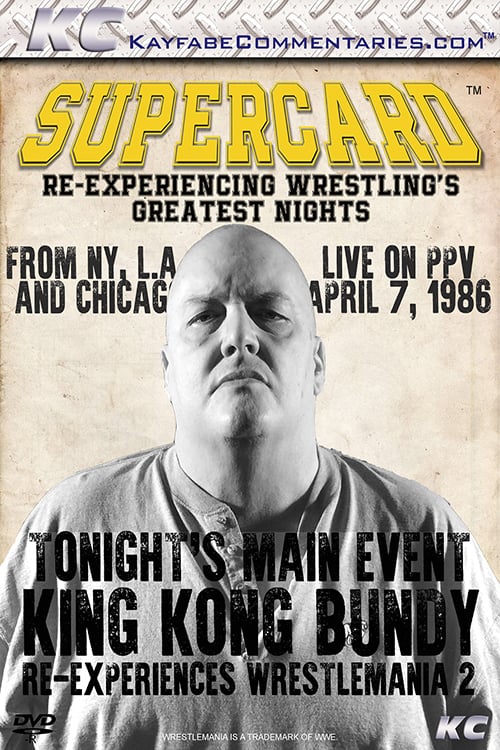 KC KAYFABECOMMENTARIES.COM™
SUPERCARD™
RE-EXPERIENCING WRESTLING'S
GREATEST NIGHTS
FROM NY, L.A
AND CHICAG
LIVE ON PPV
APRIL 7, 1986
TONIGHT'S MAIN EVENT
KING KONG BUNDY
RE-EXPERIENCES WRESTLEMANIA 2
DVD
R
KC
WRESTLEMANIA IS A TRADEMARK OF WWE.